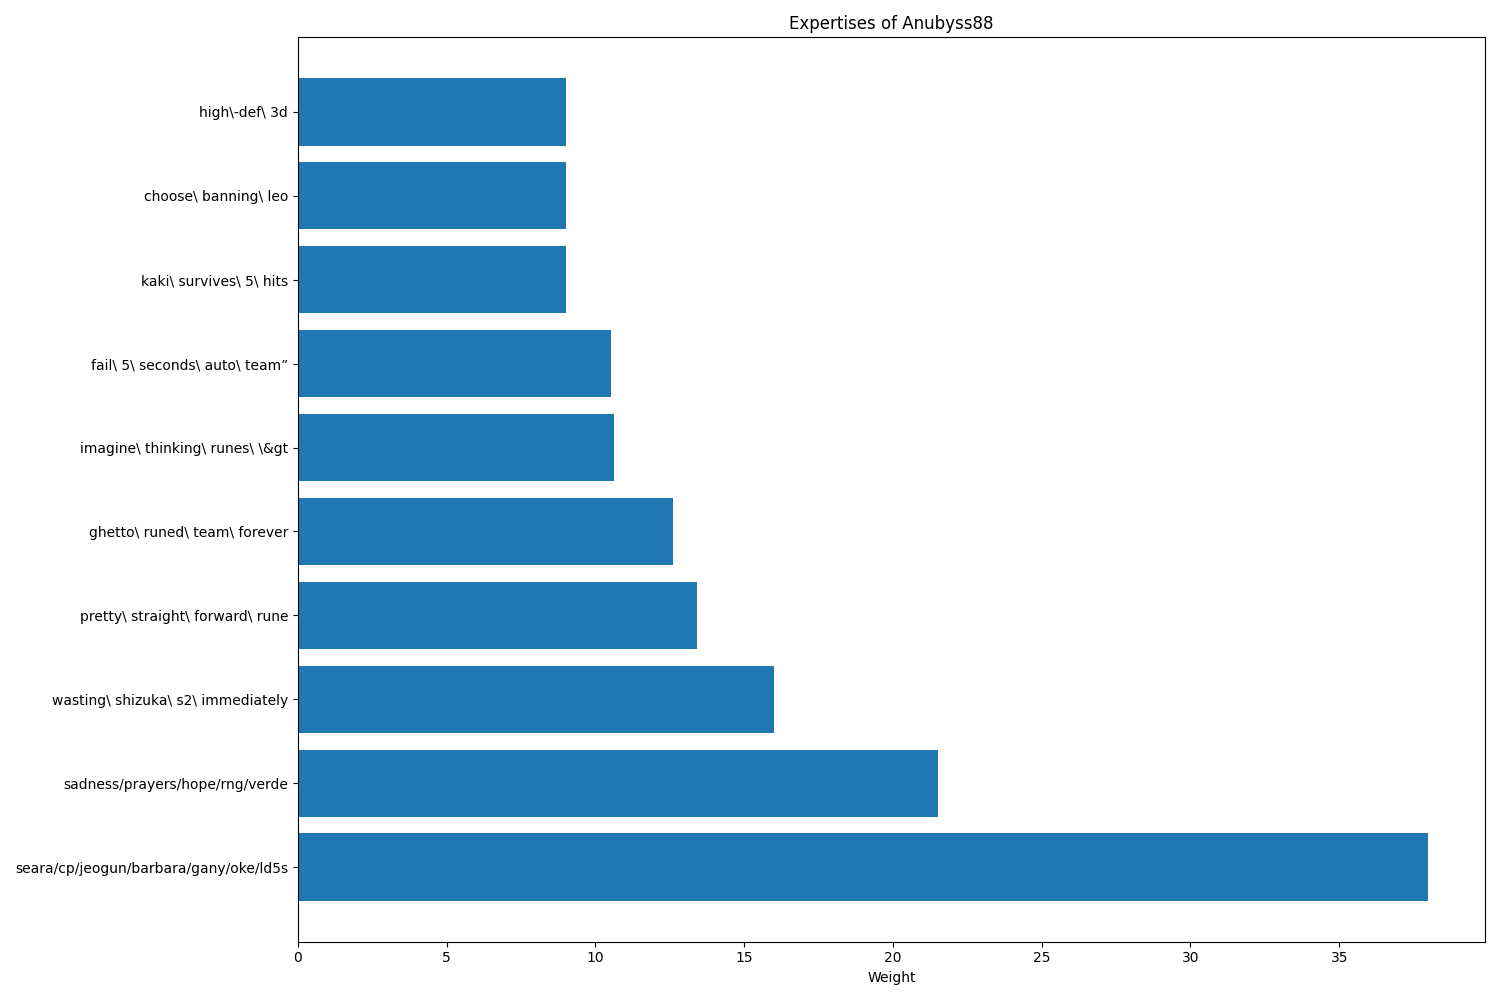 Expertises of Anubyss88
high\-def\ 3d
choose\ banning\ leo
kaki\ survives\ 5\ hits
fail\ 5\ seconds\ auto\ team”
imagine\ thinking\ runes\ \&gt
ghetto\ runed\ team\ forever
pretty\ straight\ forward\ rune
wasting\ shizuka\ s2\ immediately
sadness/prayers/hope/rng/verde
seara/cp/jeogun/barbara/gany/oke/ld5s
0 5 10 15 20 25 30 35
Weight